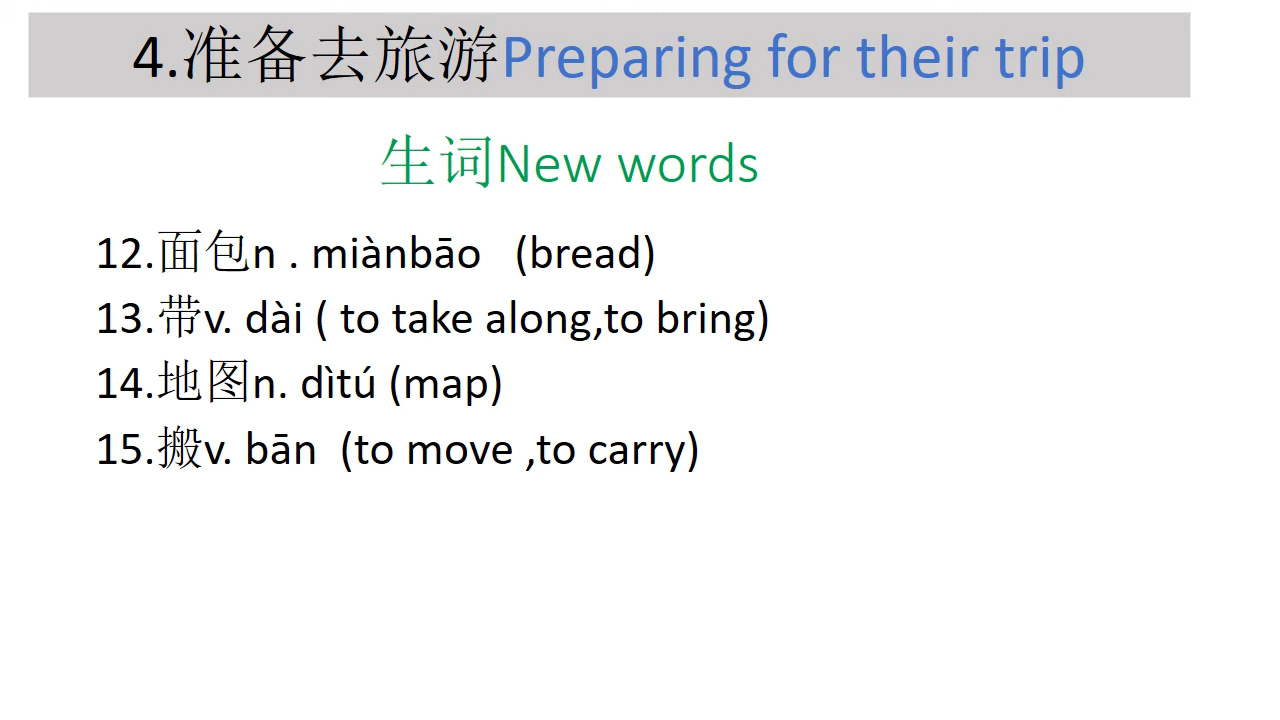 4.准备去旅游Preparing for their trip
生词New words
12.面包n . miànbāo (bread)
13.带v. dài ( to take along,to bring)
14.地图n. dìtú (map)
15.搬v. bān (to move ,to carry)